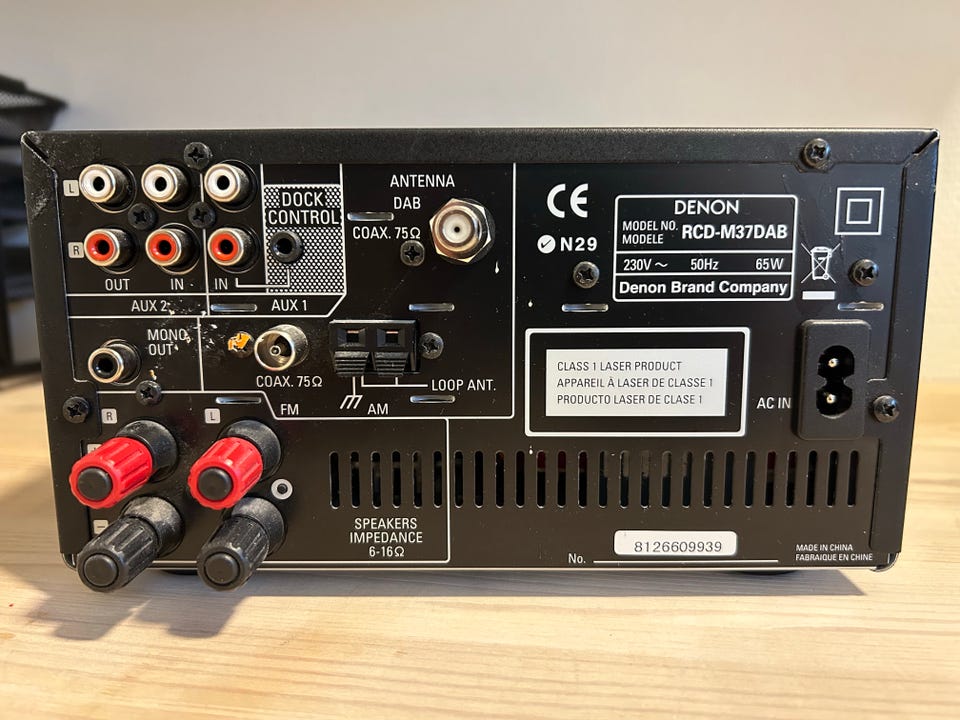 L
R
OUT
IN
IN
AUX 2
AUX 1
DOCK
CONTROL
ANTENNA
DAB
COAX. 75Ω
MONO
OUT
COAX. 75Ω
FM
AM
LOOP ANT.
R
L
−
SPEAKERS
IMPEDANCE
6-16Ω
CE
N29
DENON
MODEL NO.
MODELE
RCD-M37DAB
230V ~ 50Hz 65W
Denon Brand Company
CLASS 1 LASER PRODUCT
APPAREIL À LASER DE CLASSE 1
PRODUCTO LASER DE CLASE 1
AC IN
No.
8126609939
MADE IN CHINA
FABRIQUE EN CHINE